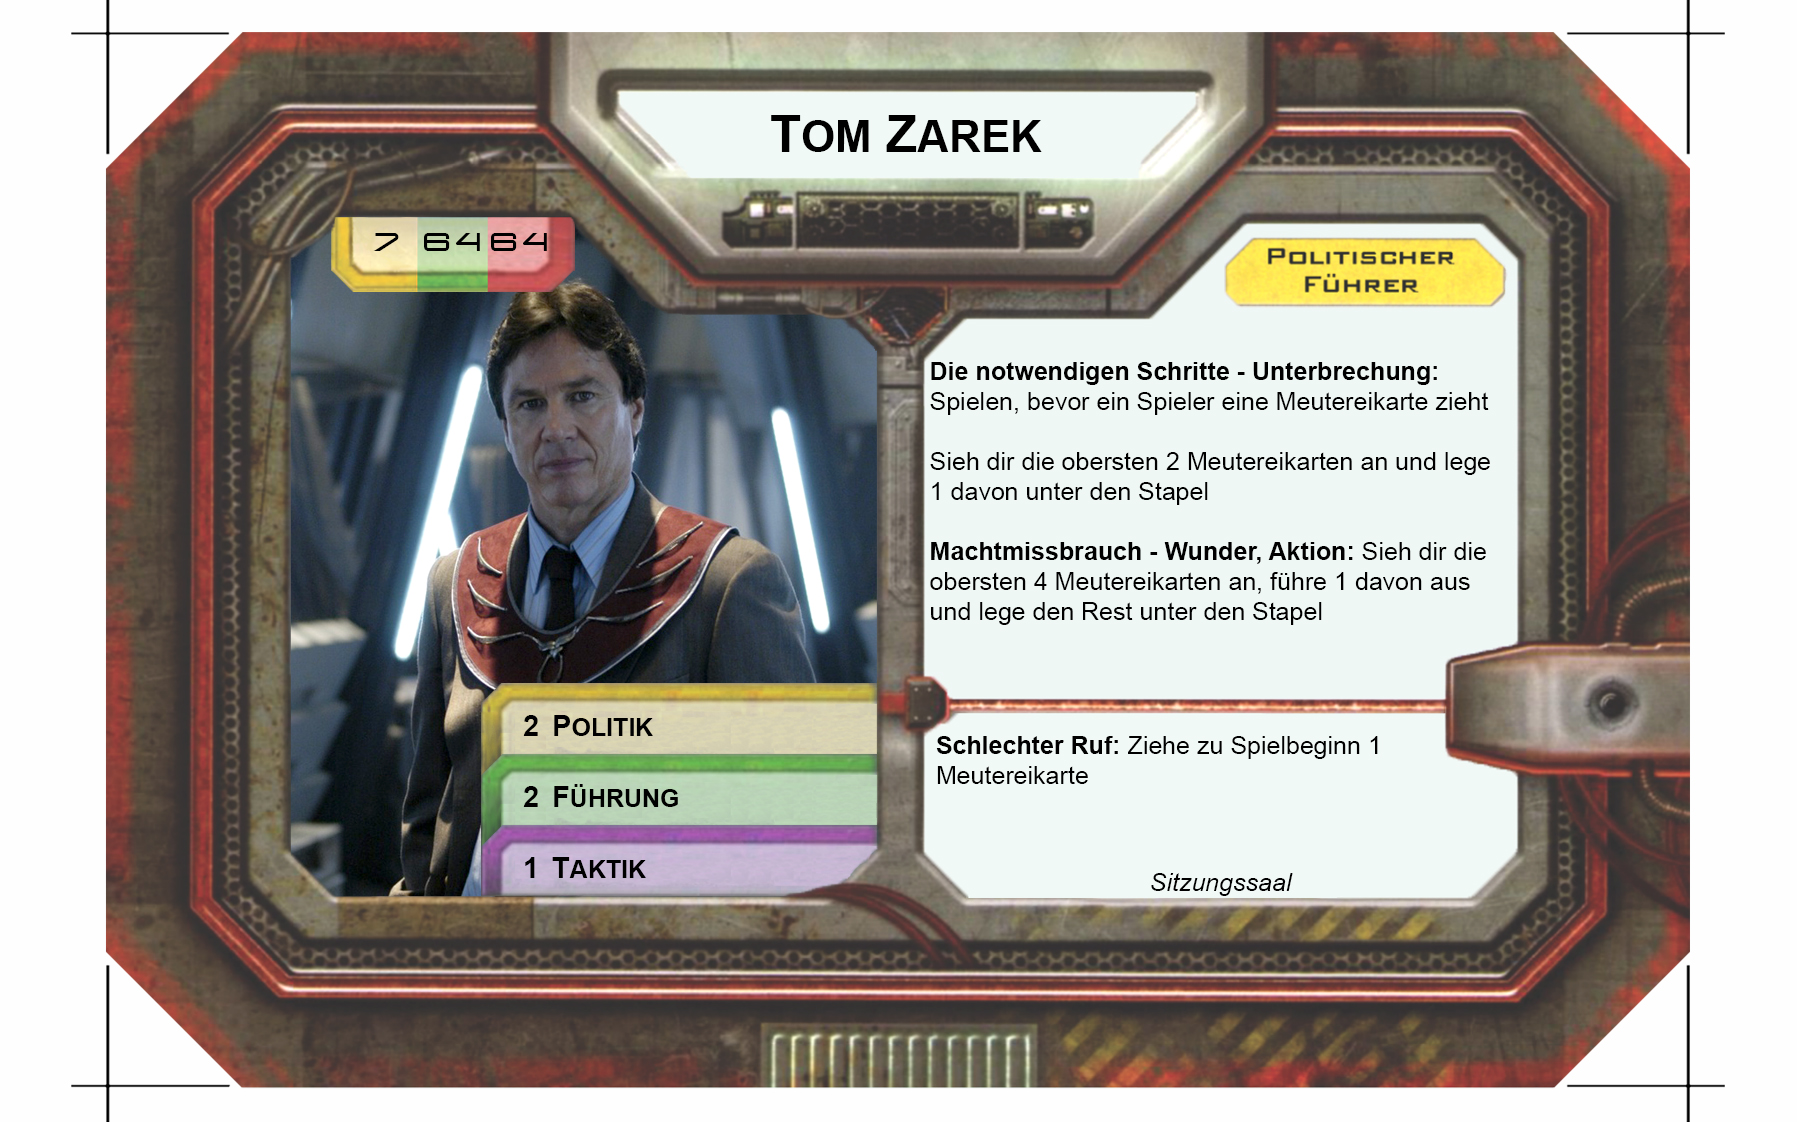 TOM ZAREK
7 64 64
POLITISCHER
FÜHRER
Die notwendigen Schritte - Unterbrechung:
Spielen, bevor ein Spieler eine Meutereikarte zieht
Sieh dir die obersten 2 Meutereikarten an und lege
1 davon unter den Stapel
Machtmissbrauch - Wunder, Aktion: Sieh dir die
obersten 4 Meutereikarten an, führe 1 davon aus
und lege den Rest unter den Stapel
2 POLITIK
2 FÜHRUNG
1 TAKTIK
Schlechter Ruf: Ziehe zu Spielbeginn 1
Meutereikarte
Sitzungssaal